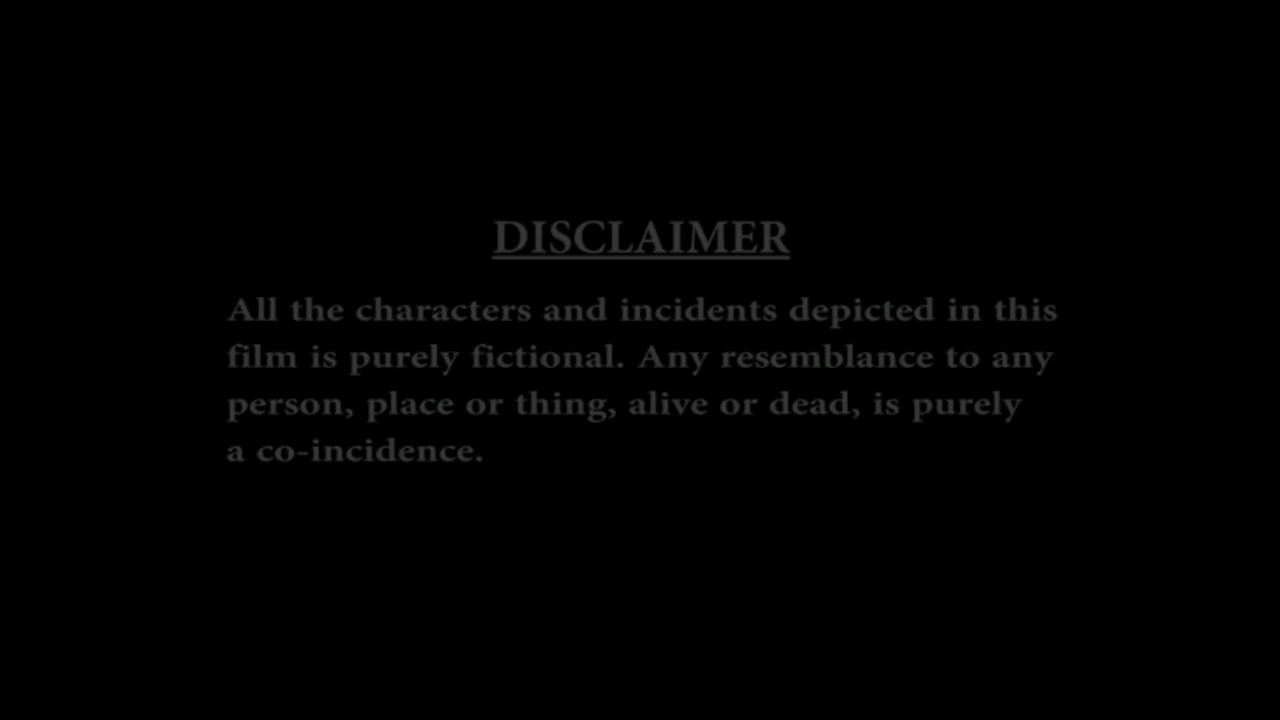 DISCLAIMER
All the characters and incidents depicted in this
film is purely fictional. Any resemblance to any
person, place or thing, alive or dead, is purely
a co-incidence.